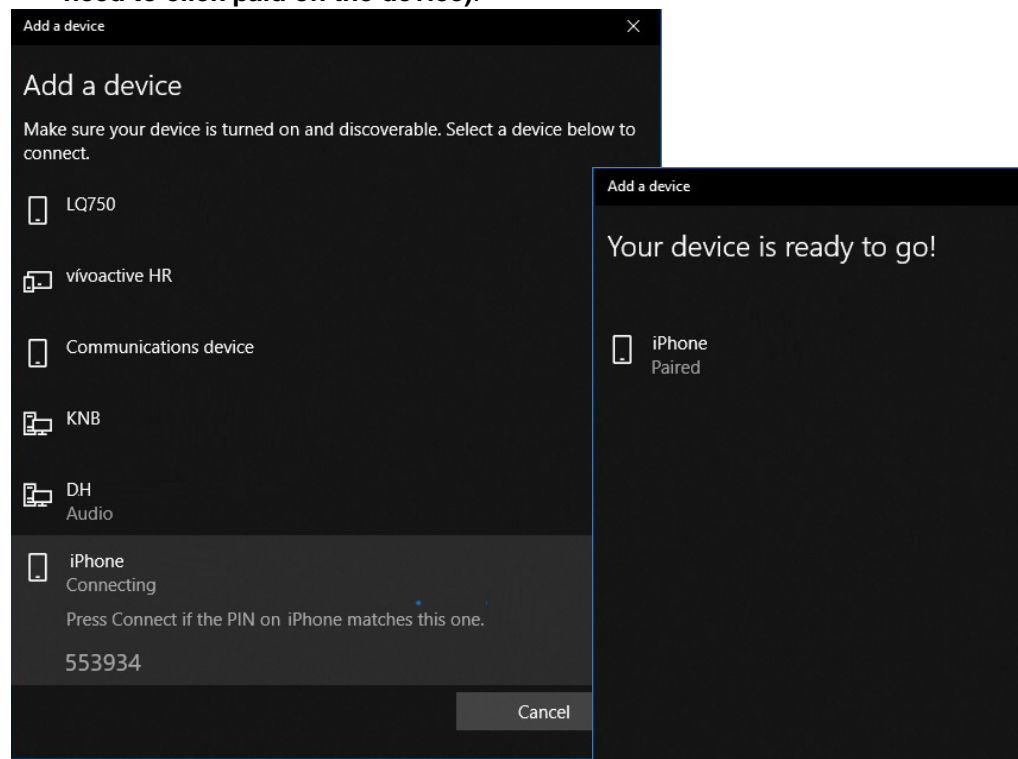 Add a device
Add a device
Make sure your device is turned on and discoverable. Select a device below to
connect.
LQ750
vívoactive HR
Communications device
KNB
DH
Audio
iPhone
Connecting
Press Connect if the PIN on iPhone matches this one.
553934
Cancel
Add a device
Your device is ready to go!
iPhone
Paired